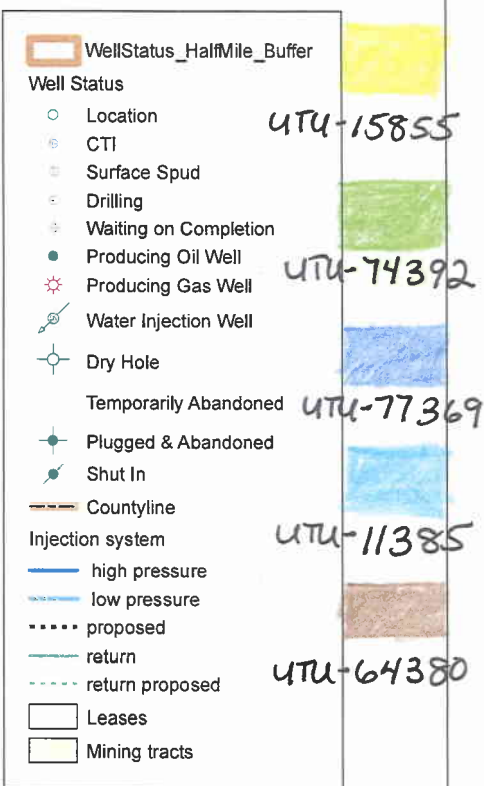 WellStatus_HalfMile_Buffer
Well Status
Location
CTI
Surface Spud
Drilling
Waiting on Completion
Producing Oil Well
Producing Gas Well
Water Injection Well
Dry Hole
Temporarily Abandoned
Plugged & Abandoned
Shut In
Countyline
Injection system
high pressure
low pressure
proposed
return
return proposed
Leases
Mining tracts
UTU-15855
UTU-74392
UTU-77369
UTU-11385
UTU-64380